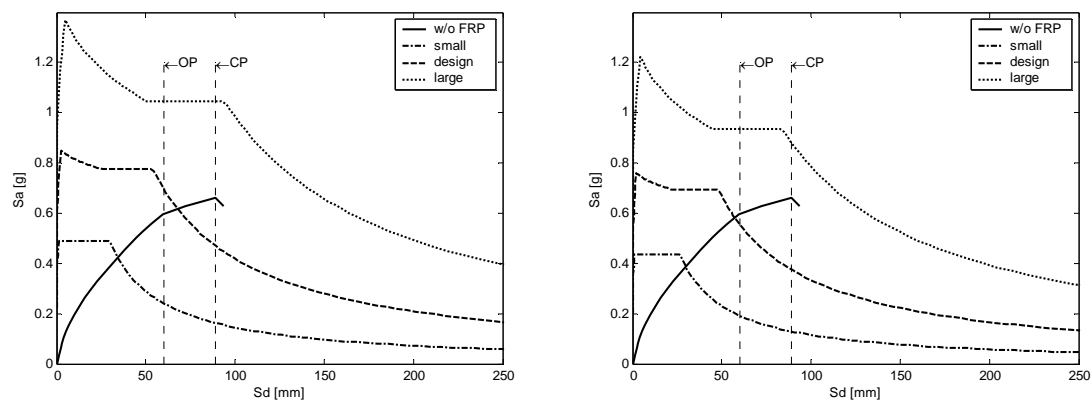 w/o FRP
small
design
large
←OP
←CP
1.2
1
0.8
0.6
0.4
0.2
0
Sa [g]
0 50 100 150 200 250
Sd [mm]
w/o FRP
small
design
large
←OP
←CP
1.2
1
0.8
0.6
0.4
0.2
0
Sa [g]
0 50 100 150 200 250
Sd [mm]